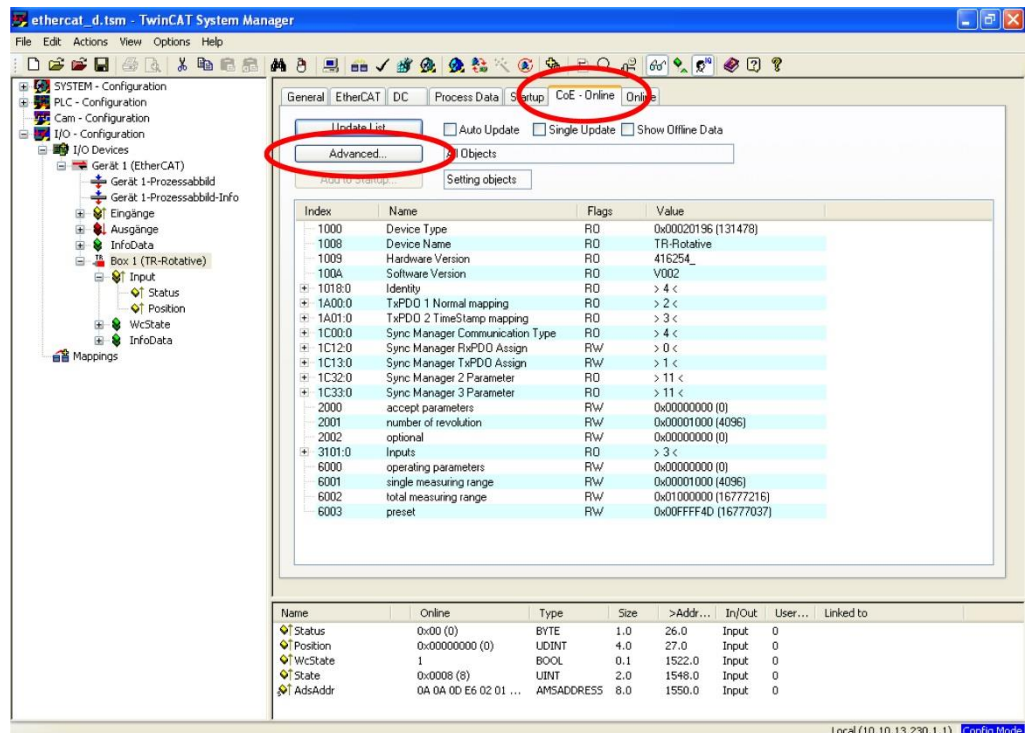 ethercat_d.tsm - TwinCAT System Manager
File Edit Actions View Options Help
SYSTEM - Configuration
PLC - Configuration
Cam - Configuration
I/O - Configuration
I/O Devices
Gerät 1 (EtherCAT)
Gerät 1-Prozessabbild
Gerät 1-Prozessabbild-Info
Eingänge
Ausgänge
InfoData
Box 1 (TR-Rotative)
Input
Status
Position
WcState
InfoData
Mappings
General EtherCAT DC Process Data Startup CoE - Online Online
Update List Auto Update Single Update Show Offline Data
Advanced... All Objects
Add to Startup... Setting objects
Index Name Flags Value
1000 Device Type RO 0x00020196 (131478)
1008 Device Name RO TR-Rotative
1009 Hardware Version RO 416254_
100A Software Version RO V002
1018:0 Identity RO > 4 <
1A00:0 TxPDO 1 Normal mapping RO > 2 <
1A01:0 TxPDO 2 TimeStamp mapping RO > 3 <
1C00:0 Sync Manager Communication Type RO > 4 <
1C12:0 Sync Manager RxPDO Assign RW > 0 <
1C13:0 Sync Manager TxPDO Assign RW > 1 <
1C32:0 Sync Manager 2 Parameter RO > 11 <
1C33:0 Sync Manager 3 Parameter RO > 11 <
2000 accept parameters RW 0x00000000 (0)
2001 number of revolution RW 0x00001000 (4096)
2002 optional RW 0x00000000 (0)
3101:0 Inputs RO > 3 <
6000 operating parameters RW 0x00000000 (0)
6001 single measuring range RW 0x00001000 (4096)
6002 total measuring range RW 0x01000000 (16777216)
6003 preset RW 0x00FFFF4D (16777037)
Name Online Type Size >Addr... In/Out User... Linked to
Status 0x00 (0) BYTE 1.0 26.0 Input 0
Position 0x00000000 (0) UDINT 4.0 27.0 Input 0
WcState 1 BOOL 0.1 1522.0 Input 0
State 0x0008 (8) UINT 2.0 1548.0 Input 0
AdsAddr 0A 0A 0D E6 02 01 ... AMSADDRESS 8.0 1550.0 Input 0
Local (10.10.13.230.1.1) Config Mode